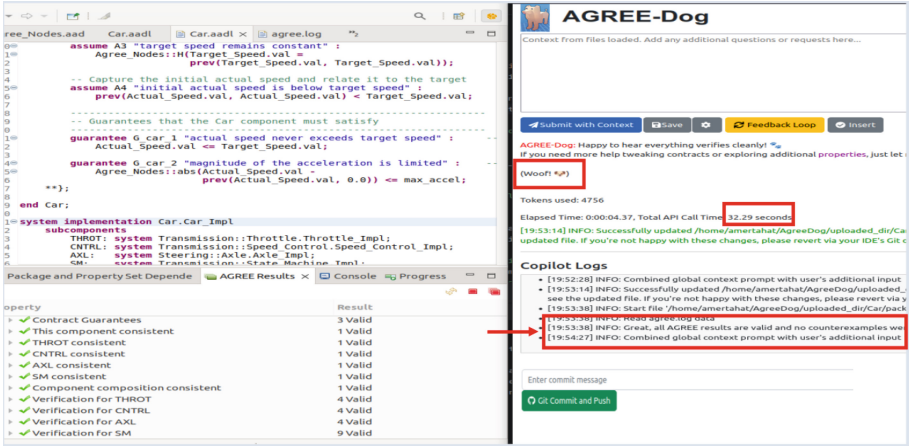 ree_Nodes.aad
Car.aadl
Car.aadl
agree.log
assume A3 "target speed remains constant" :
Agree_Nodes::H(Target_Speed.val =
prev(Target_Speed.val, Target_Speed.val));
-- Capture the initial actual speed and relate it to the target
assume A4 "initial actual speed is below target speed" :
prev(Actual_Speed.val, Actual_Speed.val) < Target_Speed.val;
-- Guarantees that the Car component must satisfy
guarantee G_car_1 "actual speed never exceeds target speed" :
Actual_Speed.val <= Target_Speed.val;
guarantee G_car_2 "magnitude of the acceleration is limited" :
Agree_Nodes::abs(Actual_Speed.val -
prev(Actual_Speed.val, 0.0)) <= max_accel;
**};
end Car;
system implementation Car.Car_Impl
subcomponents
THROT: system Transmission::Throttle.Throttle_Impl;
CNTRL: system Transmission::Speed_Control.Speed_Control_Impl;
AXL: system Steering::Axle.Axle_Impl;
SM: system Transmission::State_Machine_Impl;
Package and Property Set Depende
AGREE Results
Console
Progress
operty Result
Contract Guarantees 3 Valid
This component consistent 1 Valid
THROT consistent 1 Valid
CNTRL consistent 1 Valid
AXL consistent 1 Valid
SM consistent 1 Valid
Component composition consistent 1 Valid
Verification for THROT 4 Valid
Verification for CNTRL 4 Valid
Verification for AXL 4 Valid
Verification for SM 9 Valid
AGREE-Dog
Context from files loaded. Add any additional questions or requests here...
Submit with Context
Save
Feedback Loop
Insert
AGREE-Dog: Happy to hear everything verifies cleanly! 🐾
If you need more help tweaking contracts or exploring additional properties, just let
(Woof! 🐶)
Tokens used: 4756
Elapsed Time: 0:00:04.37, Total API Call Time: 32.29 seconds
[19:53:14] INFO: Successfully updated /home/amertahat/AgreeDog/uploaded_dir/Ca
updated file. If you're not happy with these changes, please revert via your IDE's Git
Copilot Logs
[19:52:28] INFO: Combined global context prompt with user's additional input
[19:53:14] INFO: Successfully updated /home/amertahat/AgreeDog/uploaded_
see the updated file. If you're not happy with these changes, please revert via y
[19:53:38] INFO: Start file '/home/amertahat/AgreeDog/uploaded_dir/Car/pack
[19:53:38] INFO: Read agree.log data
[19:53:38] INFO: Great, all AGREE results are valid and no counterexamples we
[19:54:27] INFO: Combined global context prompt with user's additional input
Enter commit message
Git Commit and Push